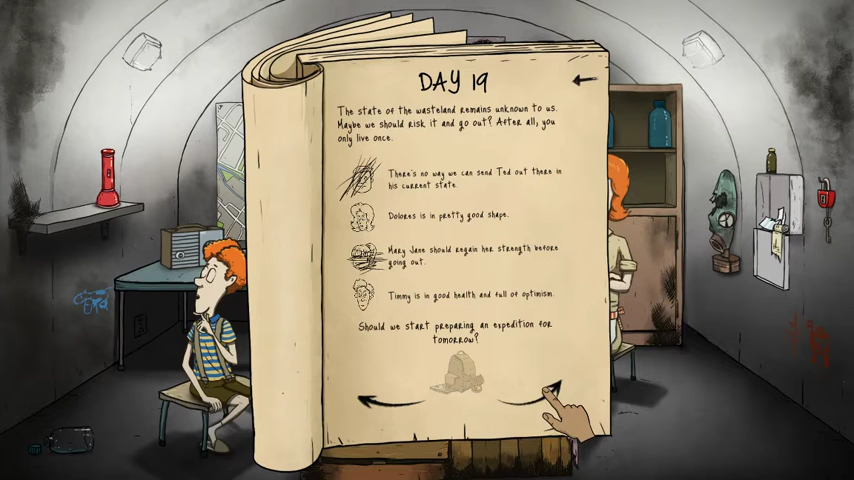 DAY 19
The state of the wasteland remains unknown to us.
Maybe we should risk it and go out? After all, you
only live once.
There's no way we can send Ted out there in
his current state.
Dolores is in pretty good shape.
Mary Jane should regain her strength before
going out.
Timmy is in good health and full of optimism.
Should we start preparing an expedition for
tomorrow?